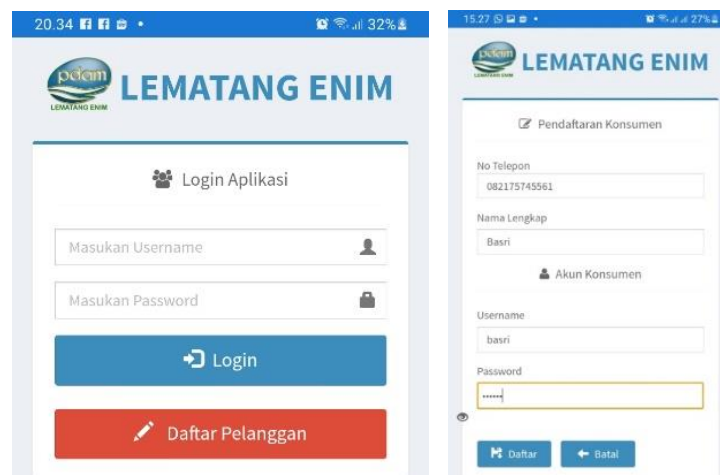 20.34
32%
pdam
LEMATANG ENIM
LEMATANG ENIM
Login Aplikasi
Masukan Username
Masukan Password
Login
Daftar Pelanggan
15.27
27%
pdam
LEMATANG ENIM
LEMATANG ENIM
Pendaftaran Konsumen
No Telepon
082175745561
Nama Lengkap
Basri
Akun Konsumen
Username
basri
Password
••••••
Daftar
Batal